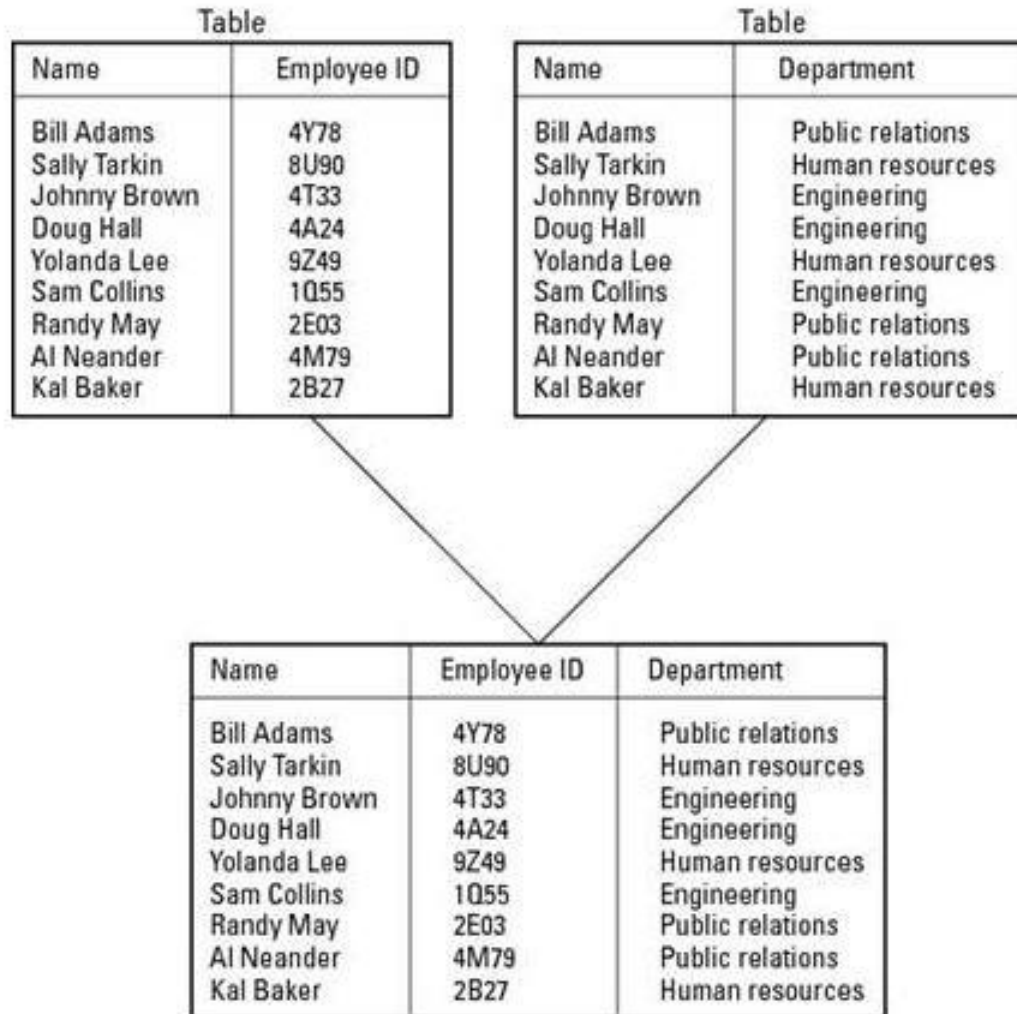 Table
Name Employee ID
Bill Adams 4Y78
Sally Tarkin 8U90
Johnny Brown 4T33
Doug Hall 4A24
Yolanda Lee 9Z49
Sam Collins 1Q55
Randy May 2E03
Al Neander 4M79
Kal Baker 2B27
Table
Name Department
Bill Adams Public relations
Sally Tarkin Human resources
Johnny Brown Engineering
Doug Hall Engineering
Yolanda Lee Human resources
Sam Collins Engineering
Randy May Public relations
Al Neander Public relations
Kal Baker Human resources
Name Employee ID Department
Bill Adams 4Y78 Public relations
Sally Tarkin 8U90 Human resources
Johnny Brown 4T33 Engineering
Doug Hall 4A24 Engineering
Yolanda Lee 9Z49 Human resources
Sam Collins 1Q55 Engineering
Randy May 2E03 Public relations
Al Neander 4M79 Public relations
Kal Baker 2B27 Human resources